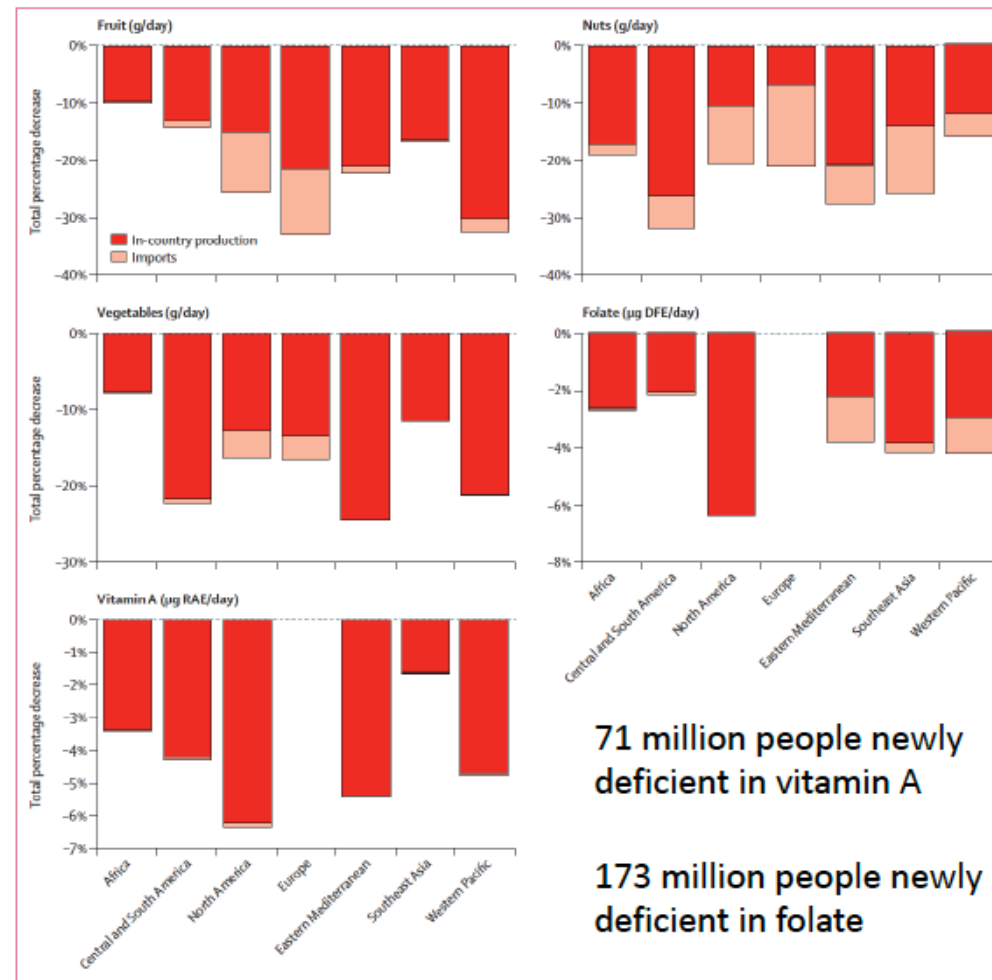 Fruit (g/day)
0%
−10%
−20%
−30%
−40%
Total percentage decrease
In-country production
Imports
Nuts (g/day)
0%
−10%
−20%
−30%
−40%
Vegetables (g/day)
0%
−10%
−20%
−30%
Total percentage decrease
Folate (µg DFE/day)
0%
−2%
−4%
−6%
−8%
Africa
Central and South America
North America
Europe
Eastern Mediterranean
Southeast Asia
Western Pacific
Vitamin A (µg RAE/day)
0%
−1%
−2%
−3%
−4%
−5%
−6%
−7%
Total percentage decrease
Africa
Central and South America
North America
Europe
Eastern Mediterranean
Southeast Asia
Western Pacific
71 million people newly
deficient in vitamin A
173 million people newly
deficient in folate